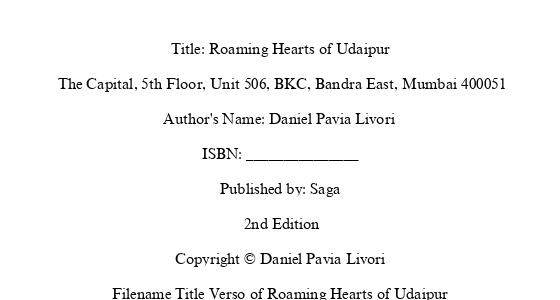 Title: Roaming Hearts of Udaipur
The Capital, 5th Floor, Unit 506, BKC, Bandra East, Mumbai 400051
Author's Name: Daniel Pavia Livori
ISBN: _______________
Published by: Saga
2nd Edition
Copyright © Daniel Pavia Livori
Filename Title Verso of Roaming Hearts of Udaipur